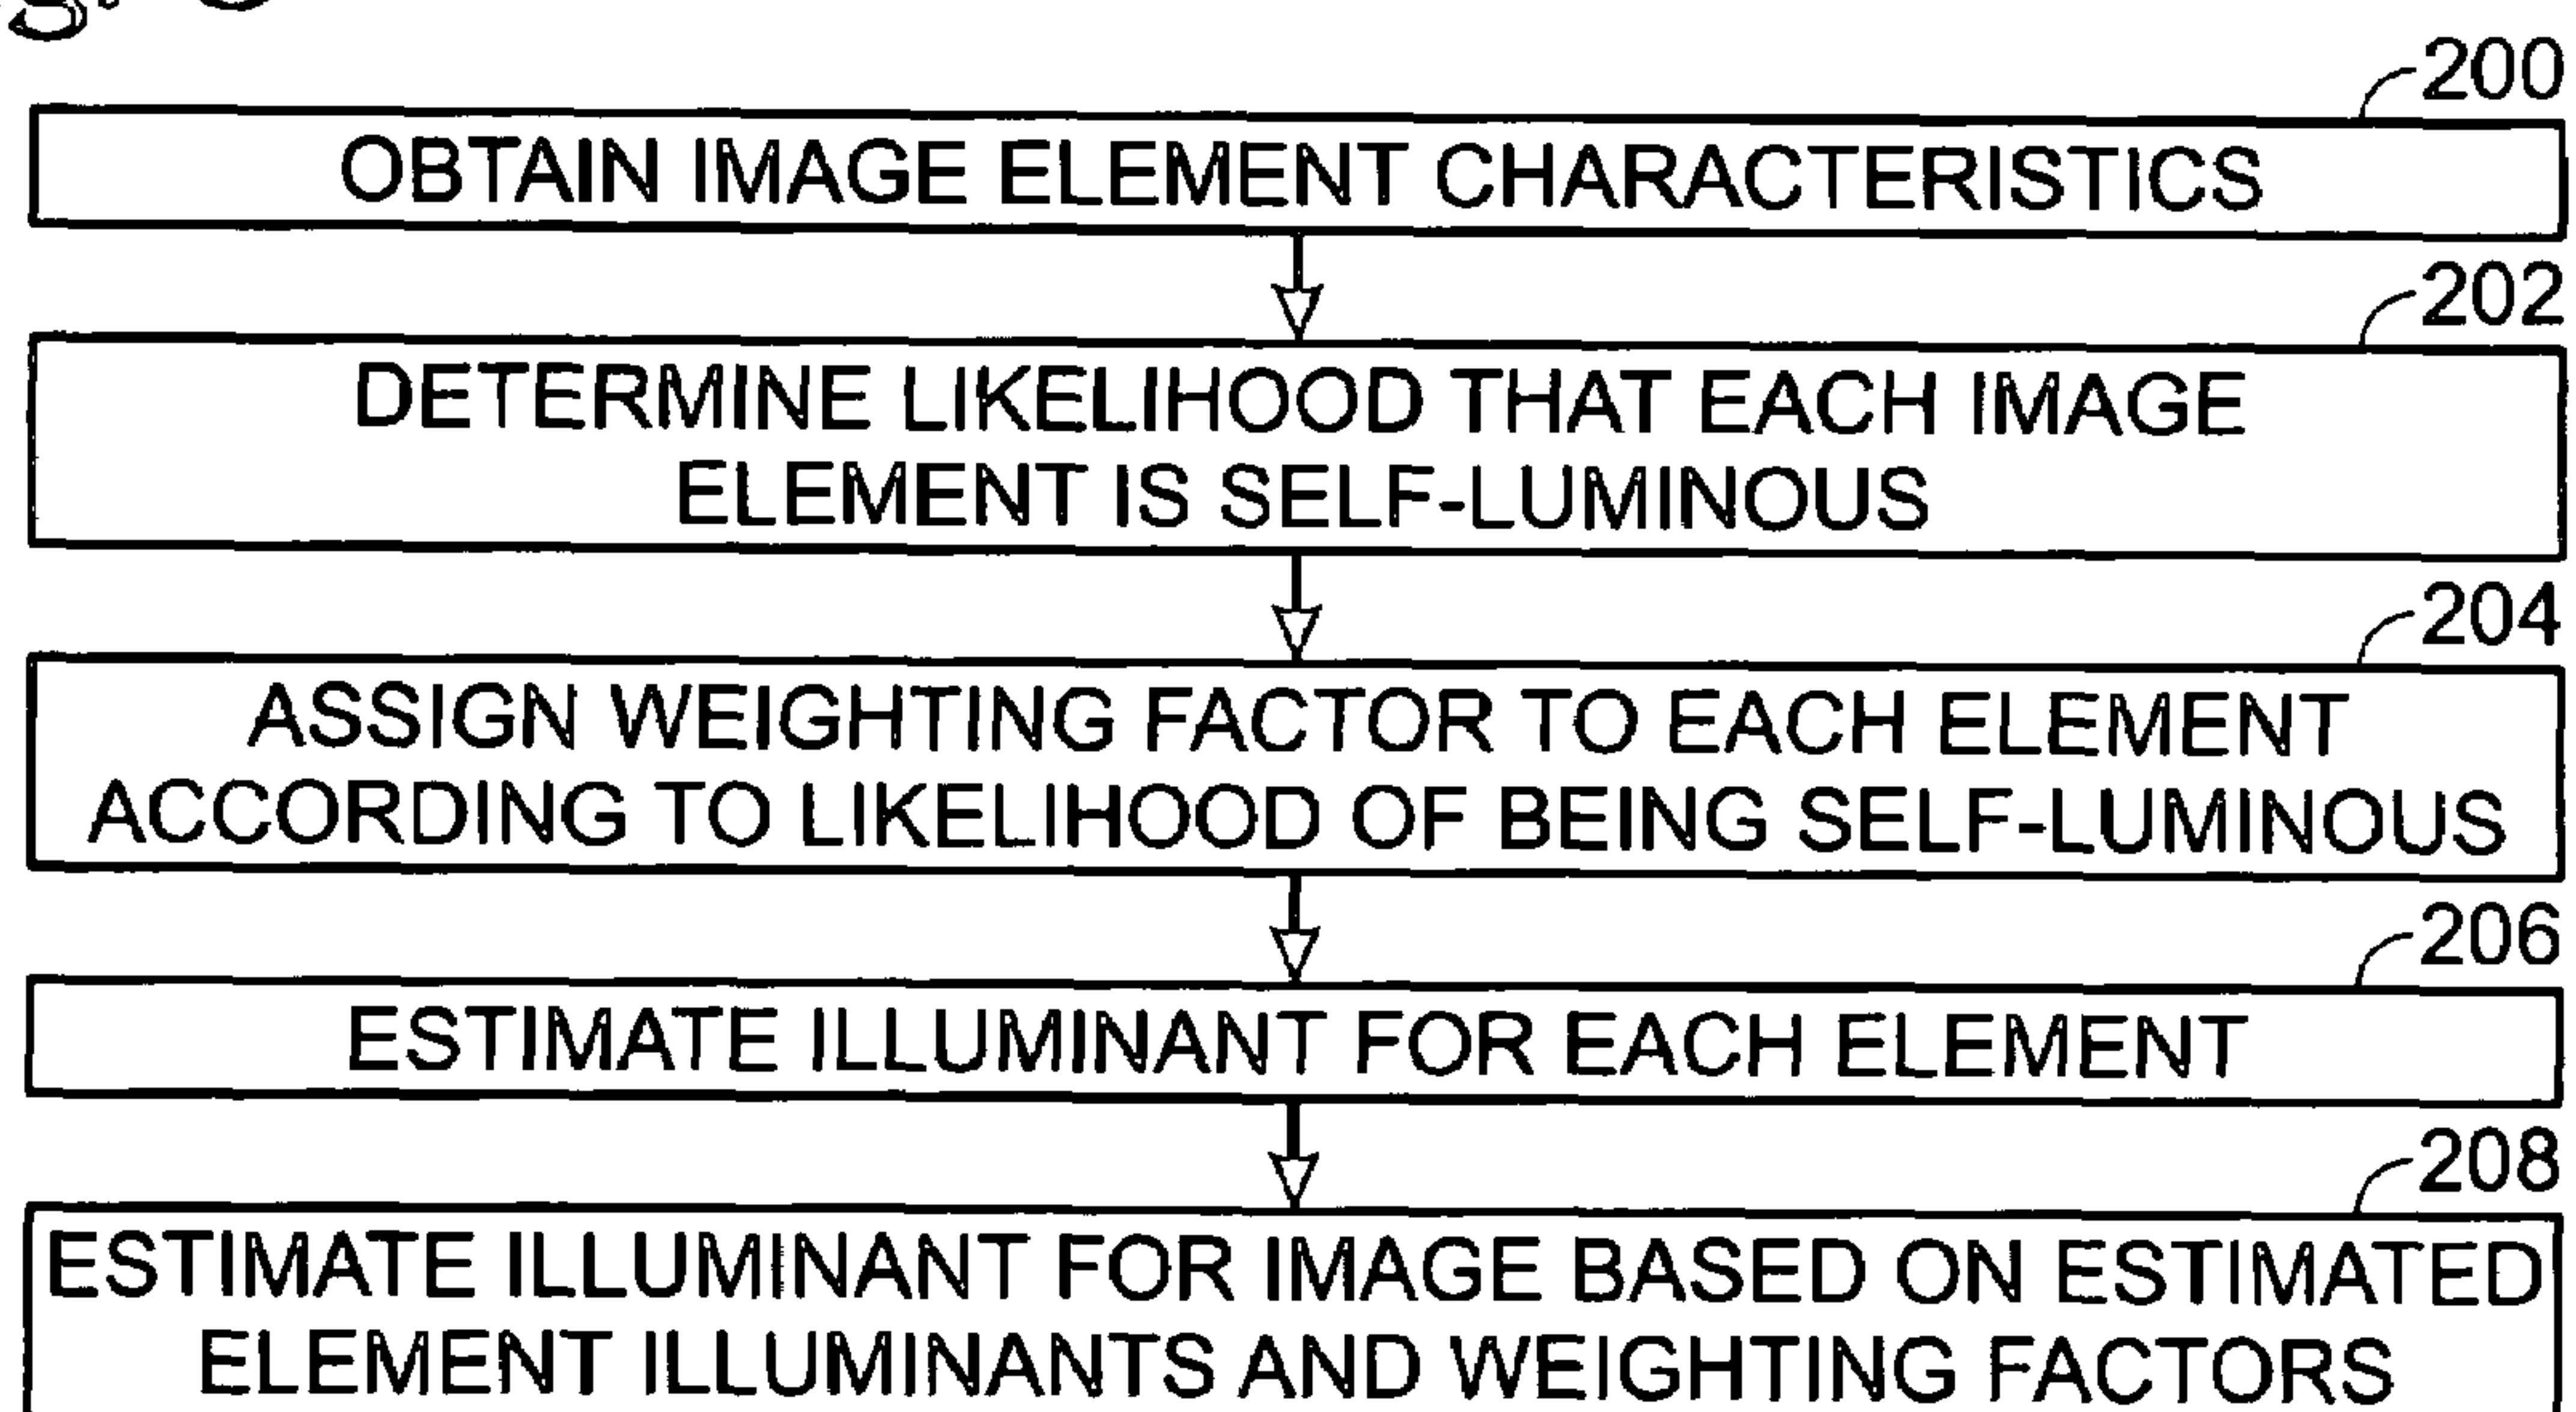 200
OBTAIN IMAGE ELEMENT CHARACTERISTICS
202
DETERMINE LIKELIHOOD THAT EACH IMAGE
ELEMENT IS SELF-LUMINOUS
204
ASSIGN WEIGHTING FACTOR TO EACH ELEMENT
ACCORDING TO LIKELIHOOD OF BEING SELF-LUMINOUS
206
ESTIMATE ILLUMINANT FOR EACH ELEMENT
208
ESTIMATE ILLUMINANT FOR IMAGE BASED ON ESTIMATED
ELEMENT ILLUMINANTS AND WEIGHTING FACTORS